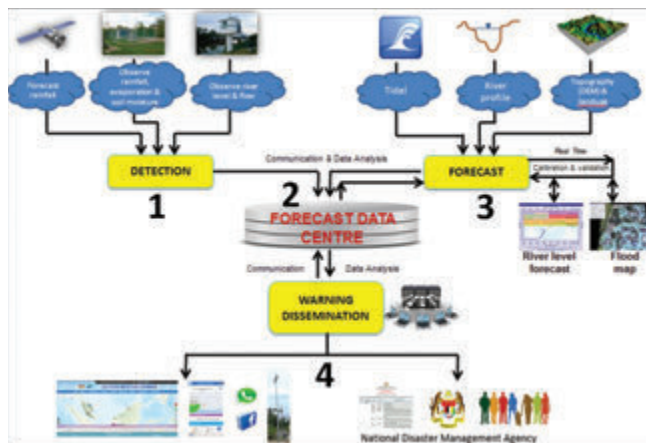 Forecast
rainfall
Observe
rainfall,
evaporation &
soil moisture
Observe river
level & flow
Tidal
River
profile
Topography
(DEM) &
landuse
DETECTION
1
Communication & Data Analysis
2
FORECAST
3
Real time
Calibration & validation
FORECAST DATA
CENTRE
River level
forecast
Flood
map
Communication
Data Analysis
WARNING
DISSEMINATION
4
National Disaster Management Agency